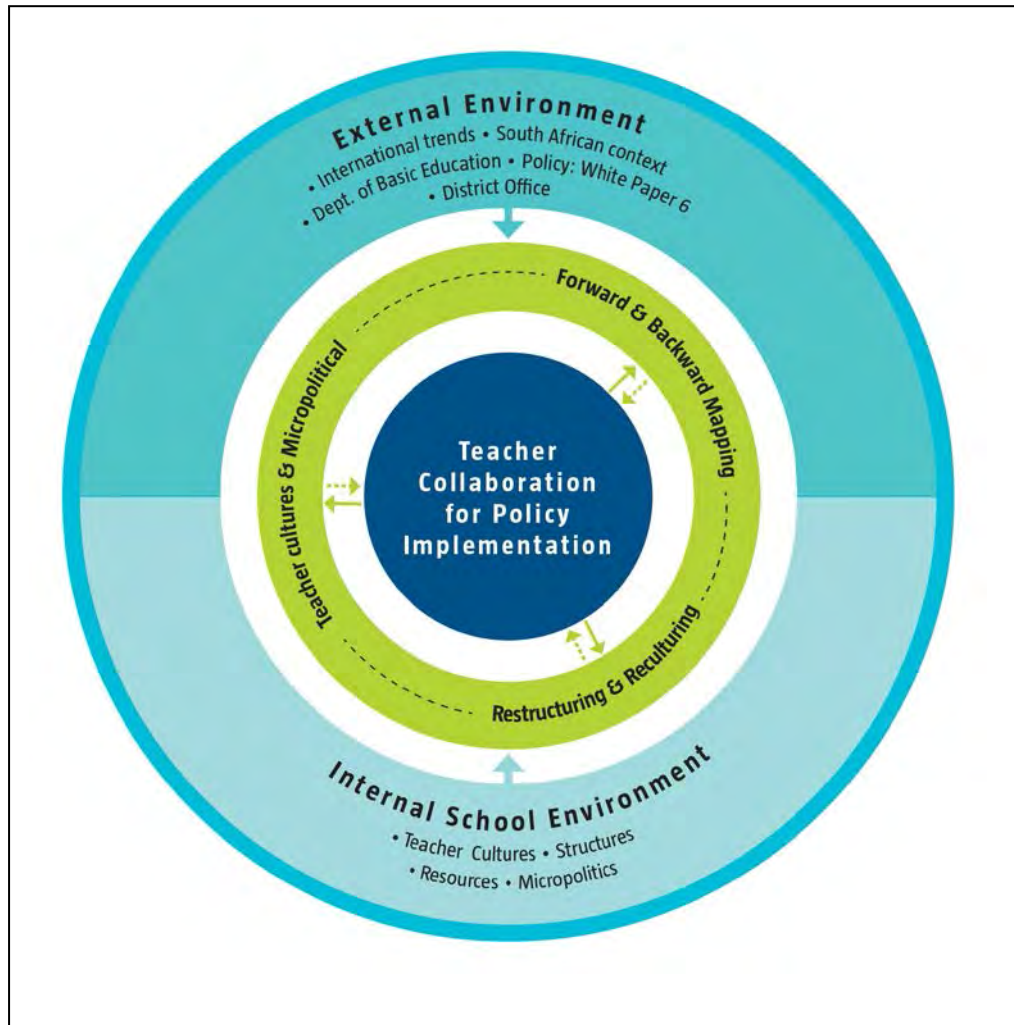 External Environment
• International trends • South African context
• Dept. of Basic Education • Policy: White Paper 6
• District Office
Forward & Backward Mapping
Teacher cultures & Micropolitical
Teacher
Collaboration
for Policy
Implementation
Restructuring & Reculturing
Internal School Environment
• Teacher Cultures • Structures
• Resources • Micropolitics